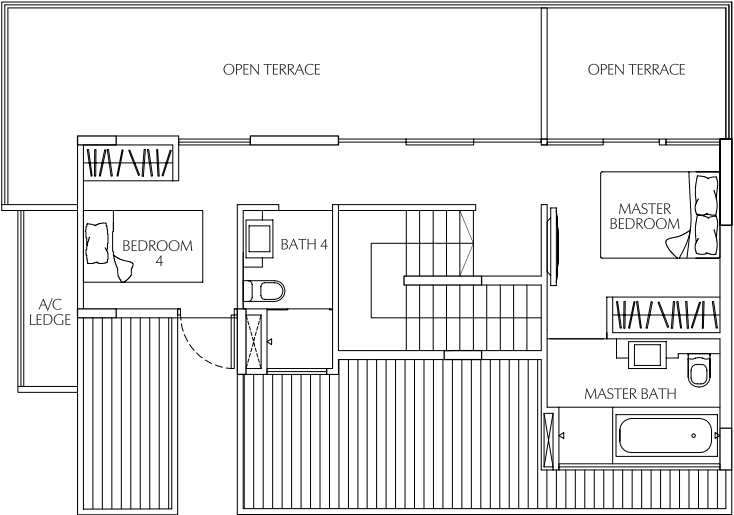 OPEN TERRACE
OPEN TERRACE
MASTER
BEDROOM
BEDROOM
4
BATH 4
A/C
LEDGE
MASTER BATH